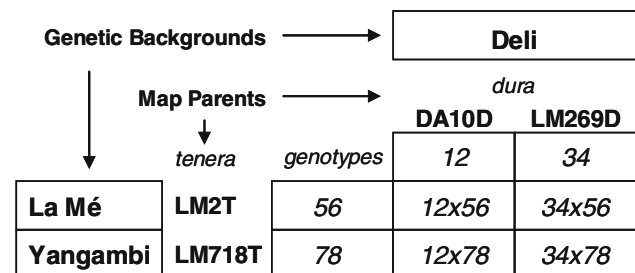 Genetic Backgrounds Deli
Map Parents dura
DA10D LM269D
tenera genotypes 12 34
La Mé LM2T 56 12x56 34x56
Yangambi LM718T 78 12x78 34x78